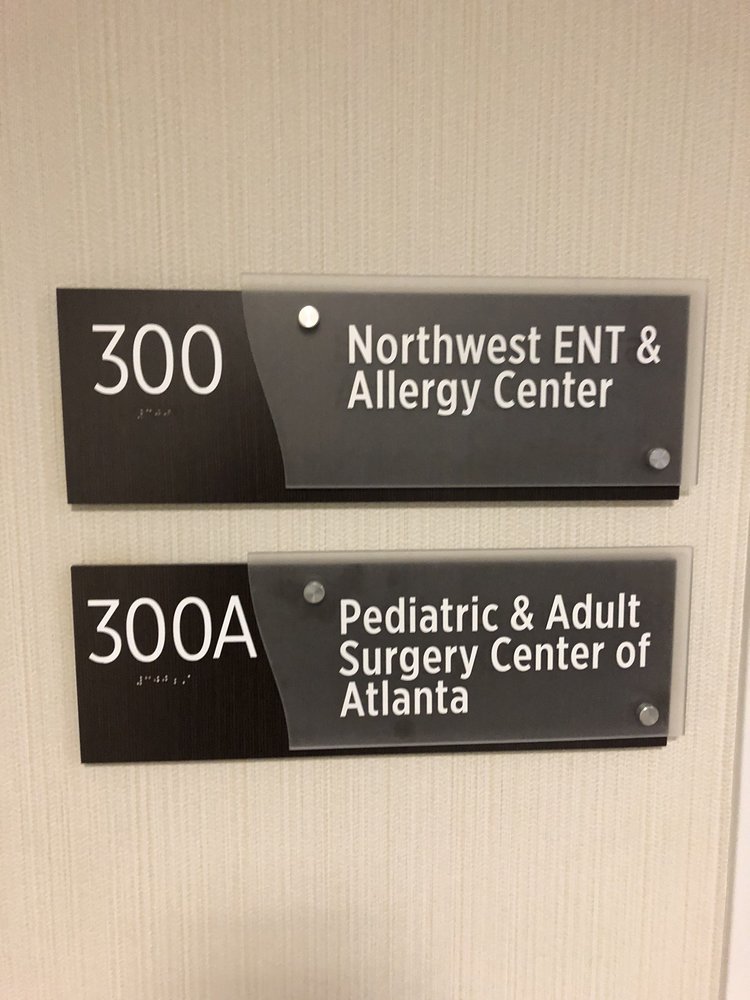 300
Northwest ENT &
Allergy Center
300A
Pediatric & Adult
Surgery Center of
Atlanta